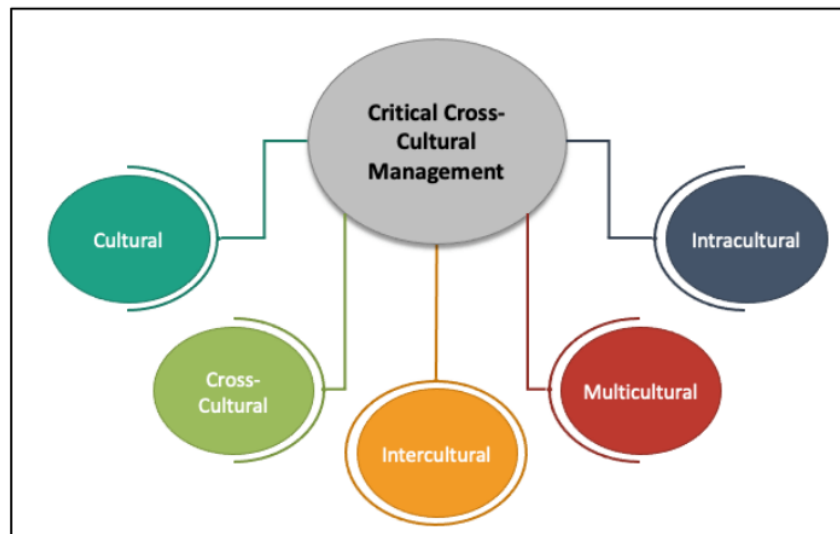 Critical Cross-
Cultural
Management
Cultural
Intracultural
Cross-
Cultural
Multicultural
Intercultural